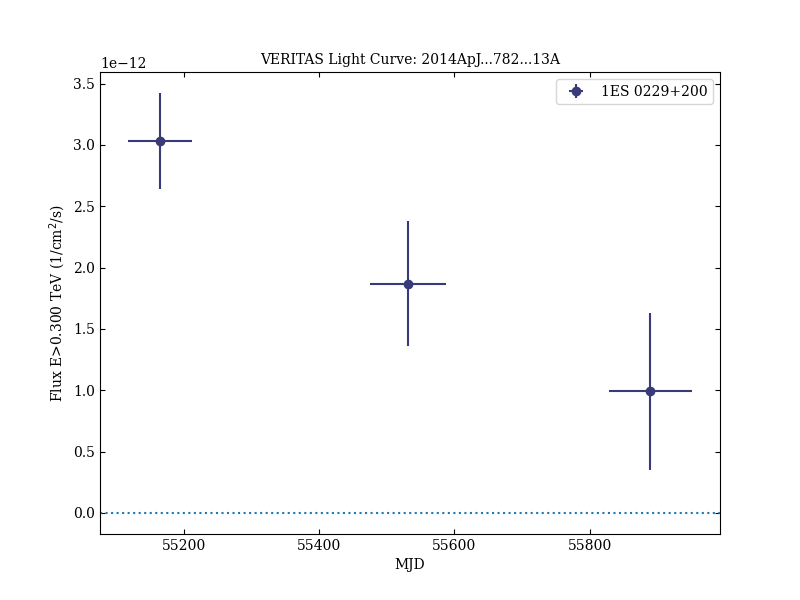 VERITAS Light Curve: 2014ApJ...782...13A
1e−12
1ES 0229+200
3.5
3.0
2.5
2.0
1.5
1.0
0.5
0.0
Flux E>0.300 TeV (1/cm²/s)
55200 55400 55600 55800
MJD